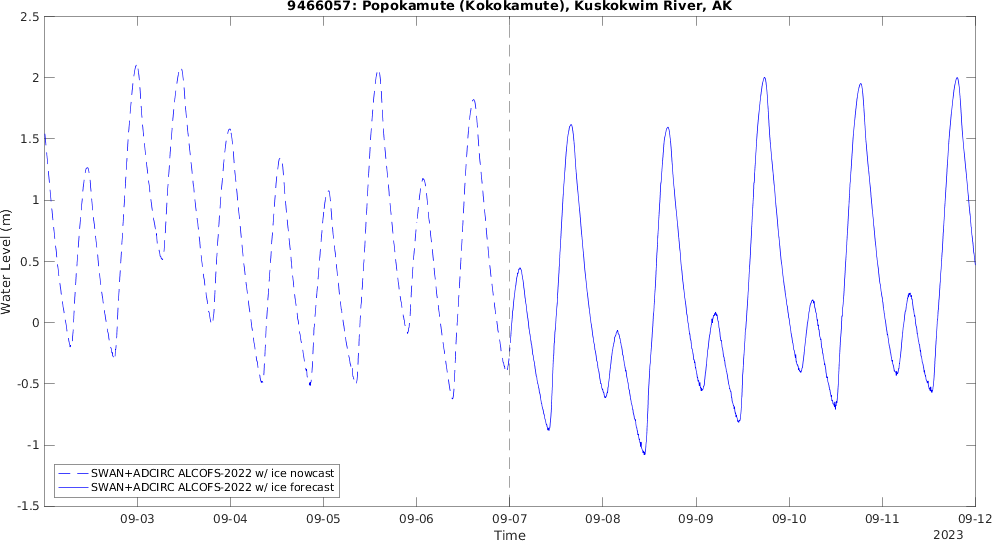 9466057: Popokamute (Kokokamute), Kuskokwim River, AK
2.5
2
1.5
1
0.5
0
-0.5
-1
-1.5
Water Level (m)
SWAN+ADCIRC ALCOFS-2022 w/ ice nowcast
SWAN+ADCIRC ALCOFS-2022 w/ ice forecast
09-03 09-04 09-05 09-06 09-07 09-08 09-09 09-10 09-11 09-12
Time
2023